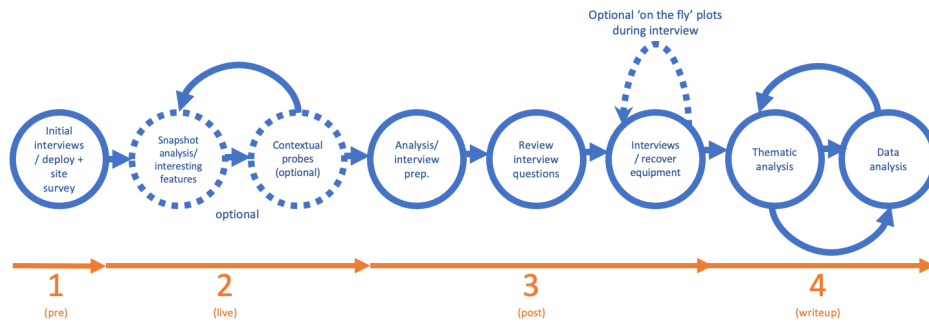 Optional ‘on the fly’ plots
during interview
Initial
interviews
/ deploy +
site
survey
Snapshot
analysis/
interesting
features
Contextual
probes
(optional)
optional
Analysis/
interview
prep.
Review
interview
questions
Interviews
/ recover
equipment
Thematic
analysis
Data
analysis
1
(pre)
2
(live)
3
(post)
4
(writeup)